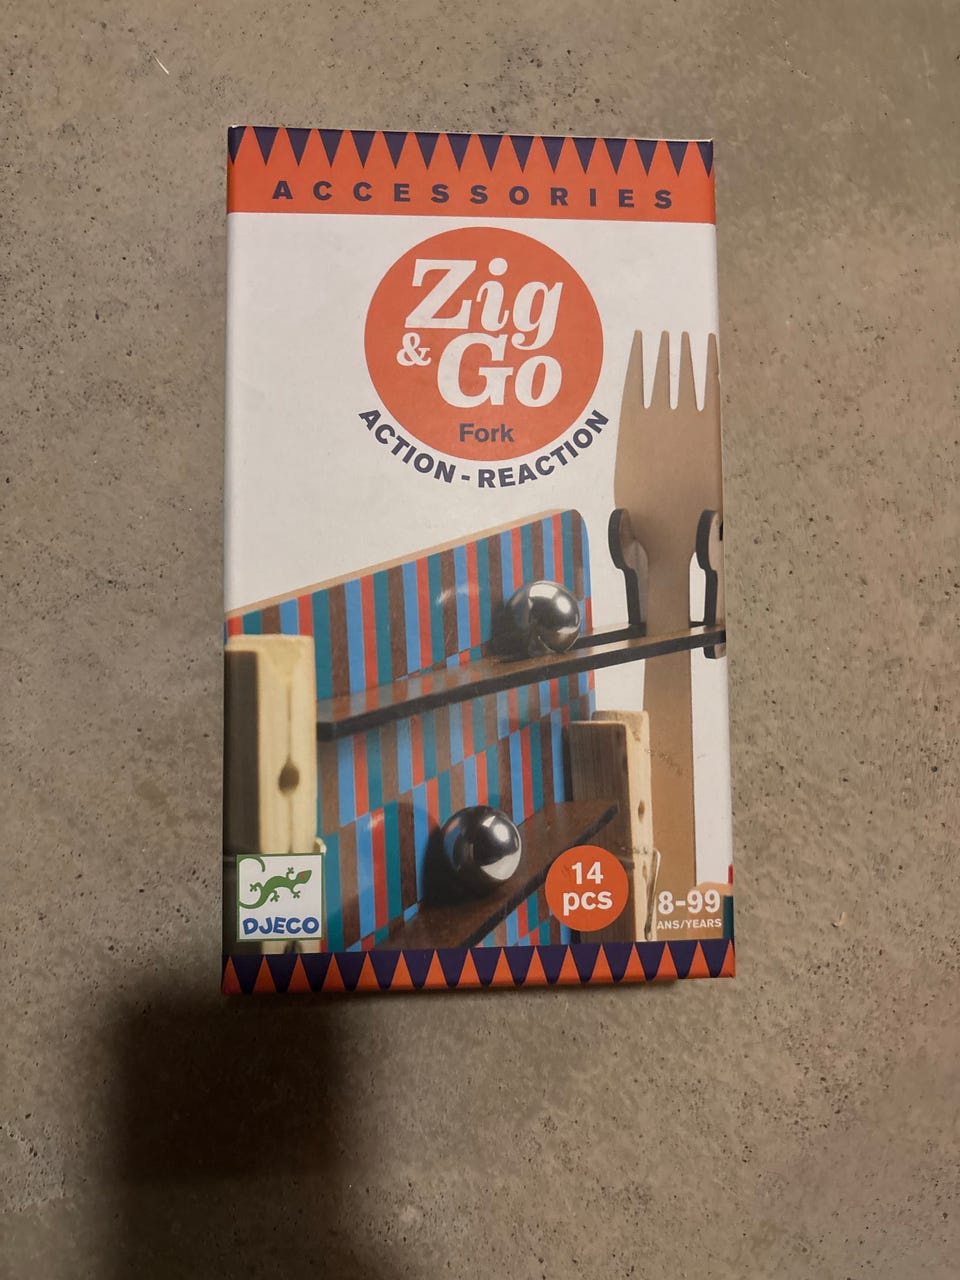 ACCESSORIES
Zig
& Go
Fork
ACTION - REACTION
14
pcs
8-99
ANS/YEARS
DJECO